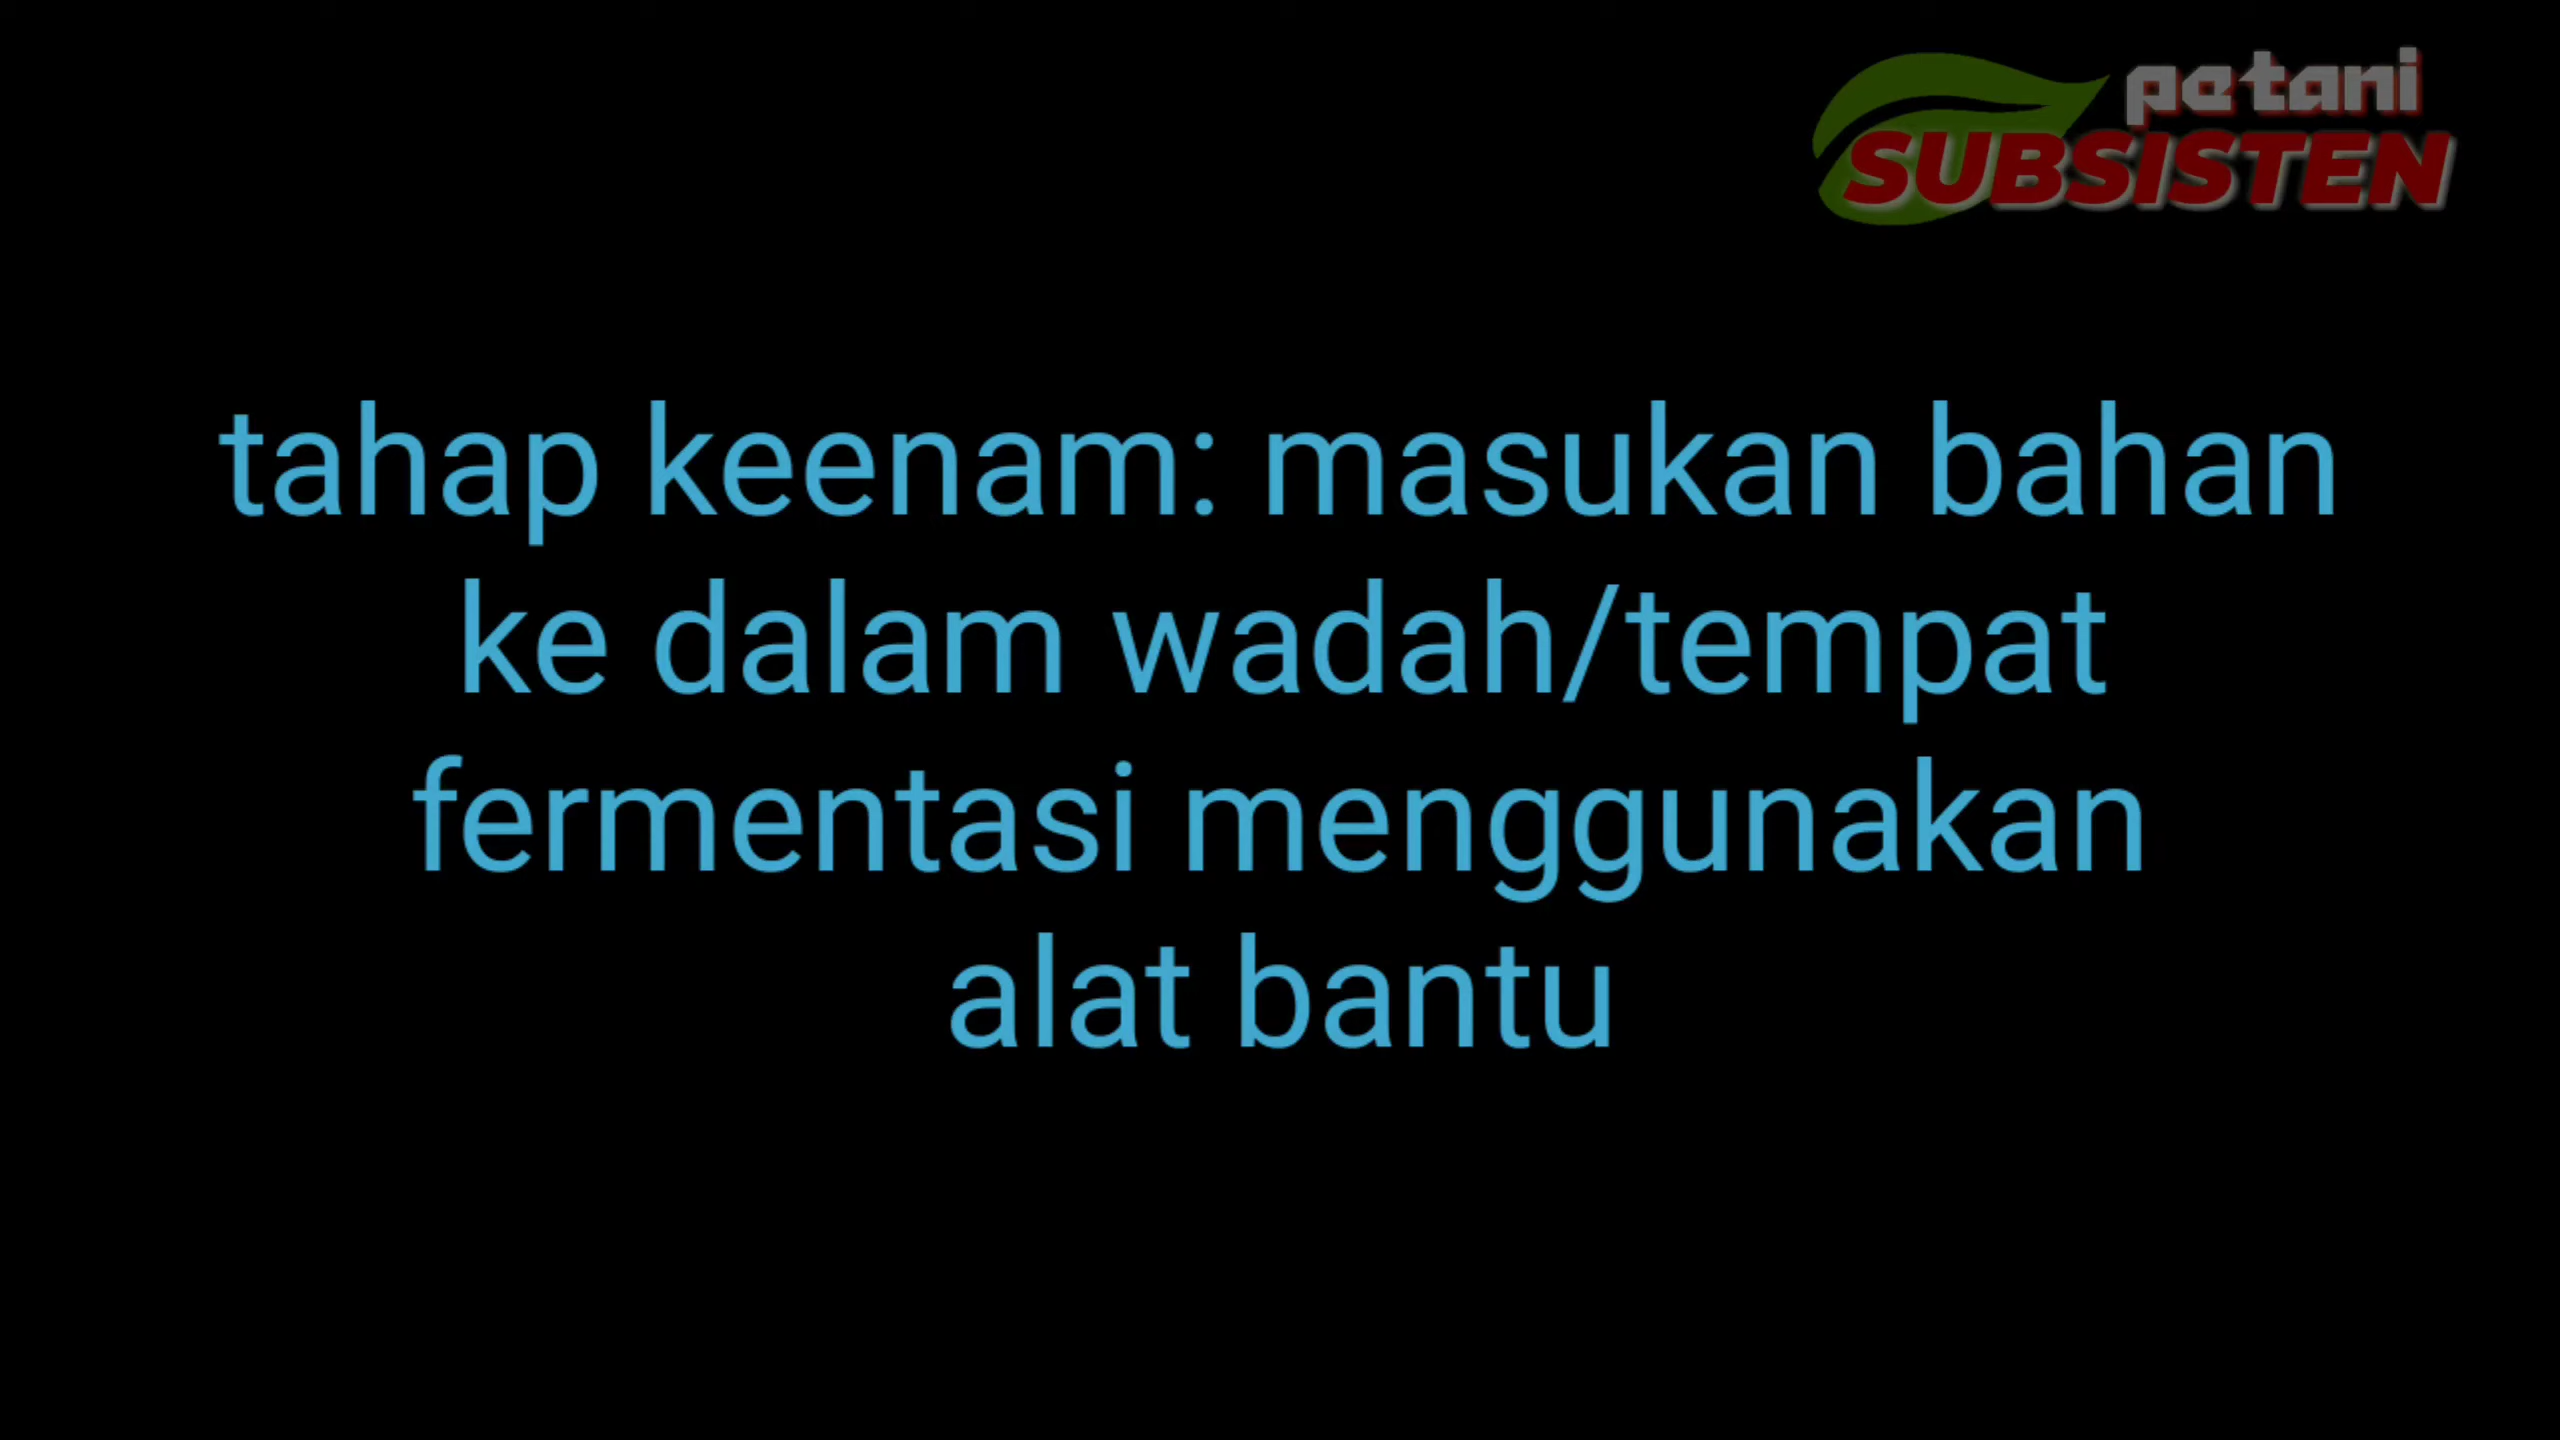 petani
SUBSISTEN
tahap keenam: masukan bahan
ke dalam wadah/tempat
fermentasi menggunakan
alat bantu